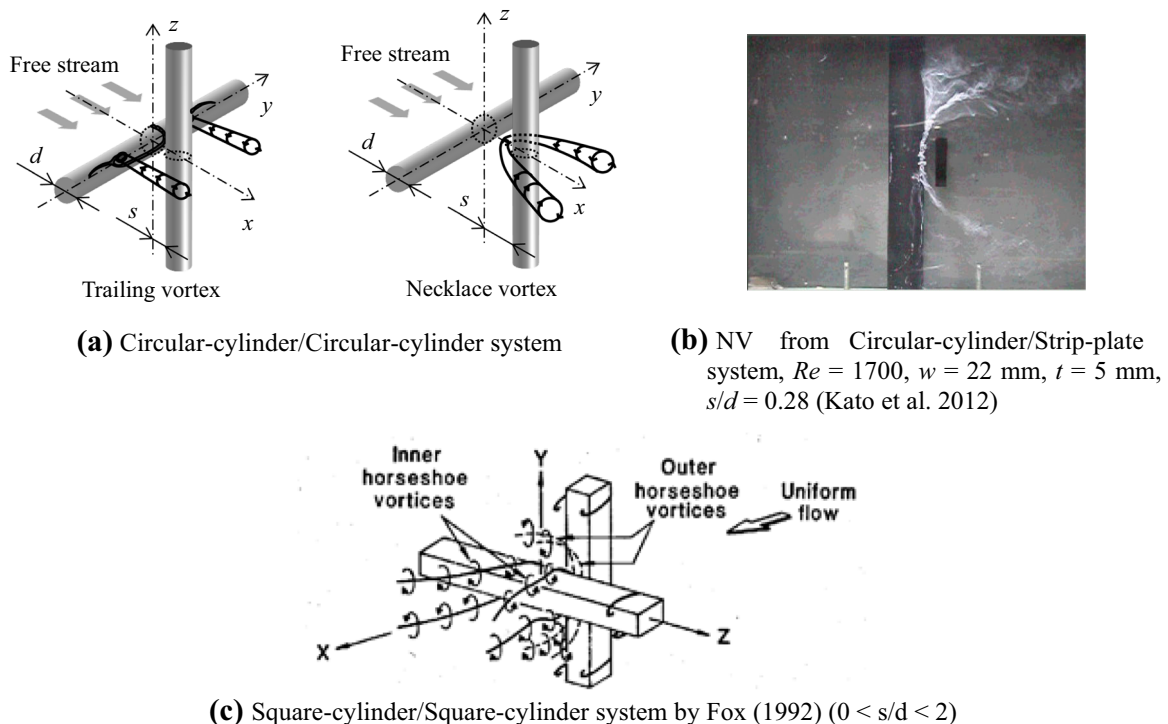 z
Free stream
y
d
s
x
Trailing vortex
z
Free stream
y
d
s
x
Necklace vortex
(a) Circular-cylinder/Circular-cylinder system
(b) NV from Circular-cylinder/Strip-plate
system, Re = 1700, w = 22 mm, t = 5 mm,
s/d = 0.28 (Kato et al. 2012)
Inner
horseshoe
vortices
Y
Outer
horseshoe
vortices
Uniform
flow
X
Z
(c) Square-cylinder/Square-cylinder system by Fox (1992) (0 < s/d < 2)